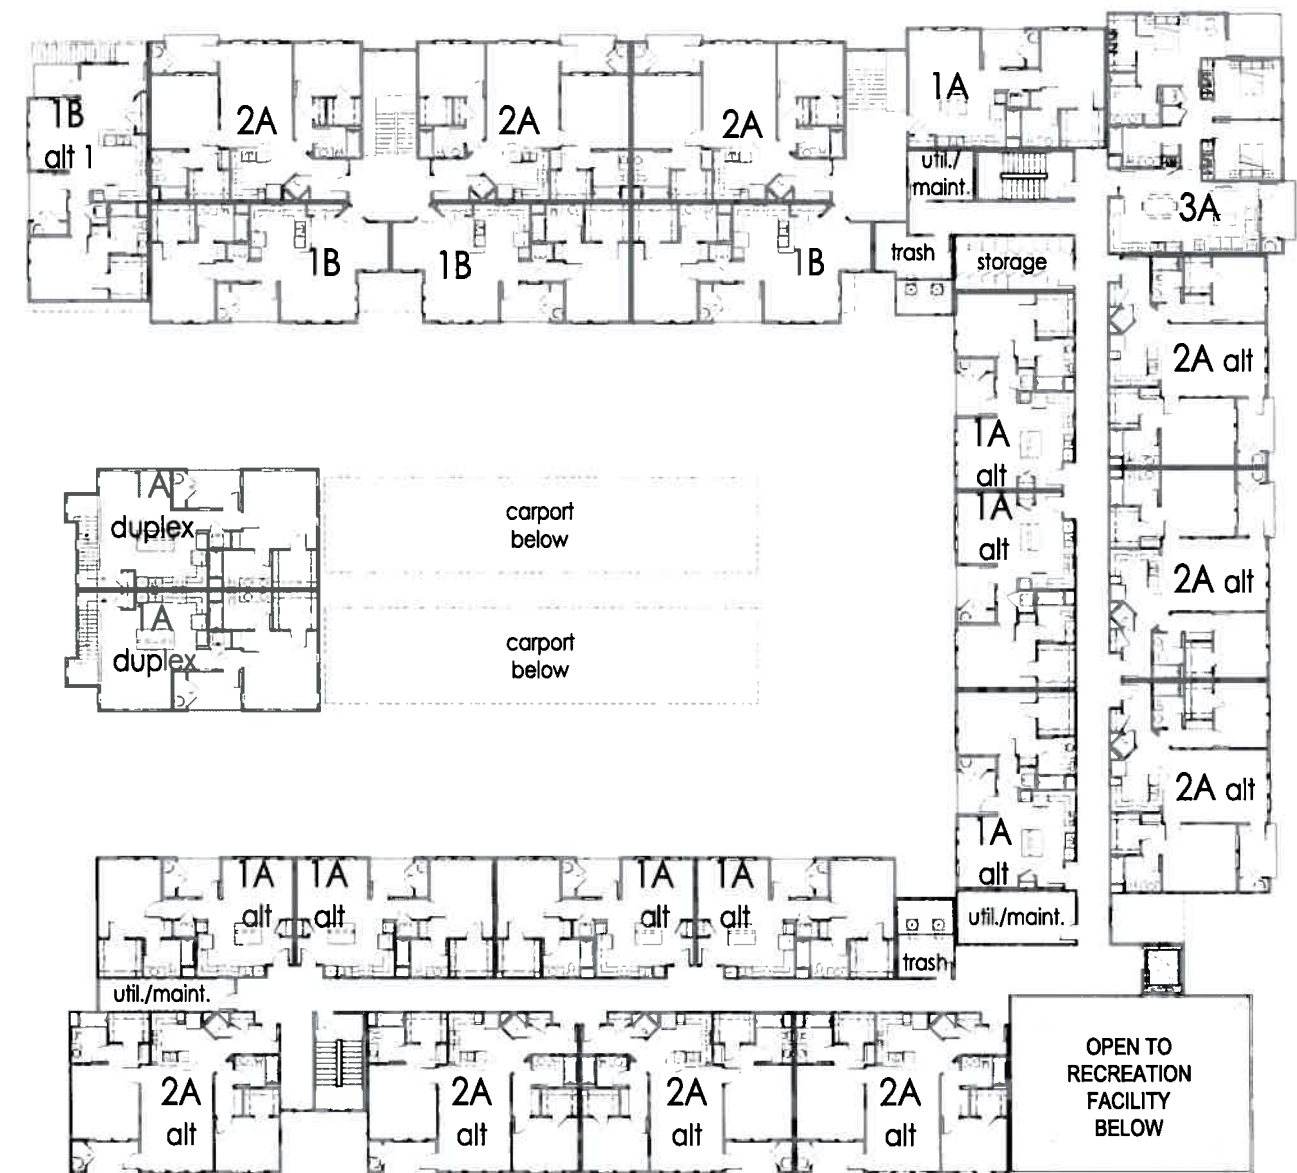 1B
alt 1
2A
2A
2A
1A
util./
maint.
3A
1B
1B
1B
trash
storage
2A alt
1A
alt
1A
alt
1A
duplex
carport
below
2A alt
1A
duplex
carport
below
2A alt
1A
alt
1A
alt
1A
alt
1A
alt
1A
alt
util./maint.
trash
util./maint.
2A
alt
2A
alt
2A
alt
2A
alt
OPEN TO
RECREATION
FACILITY
BELOW